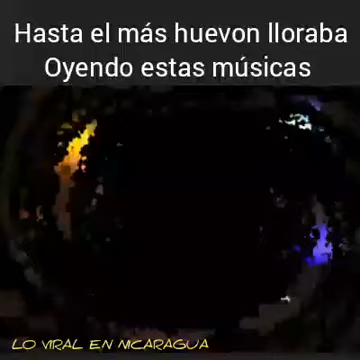 Hasta el más huevon lloraba
Oyendo estas músicas
LO VIRAL EN NICARAGUA